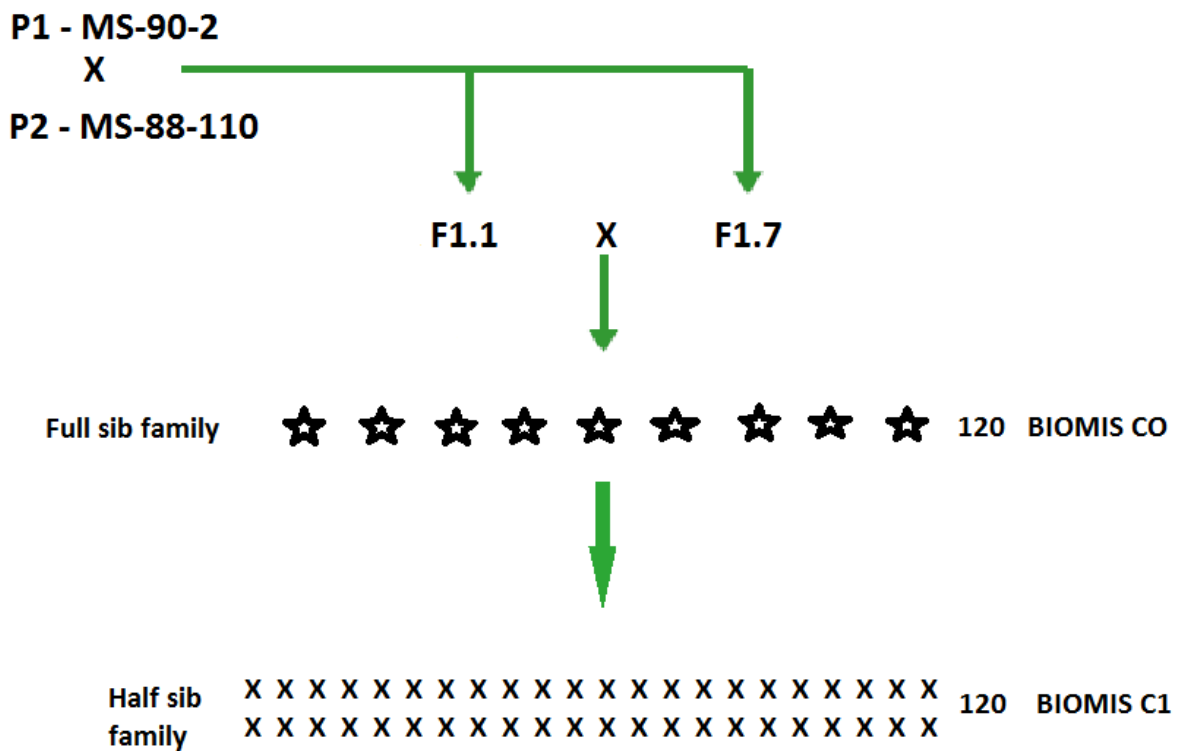 P1 - MS-90-2
X
P2 - MS-88-110
F1.1 X F1.7
Full sib family 120 BIOMIS CO
Half sib X X X X X X X X X X X X X X X X X X X X X X 120 BIOMIS C1
family X X X X X X X X X X X X X X X X X X X X X X